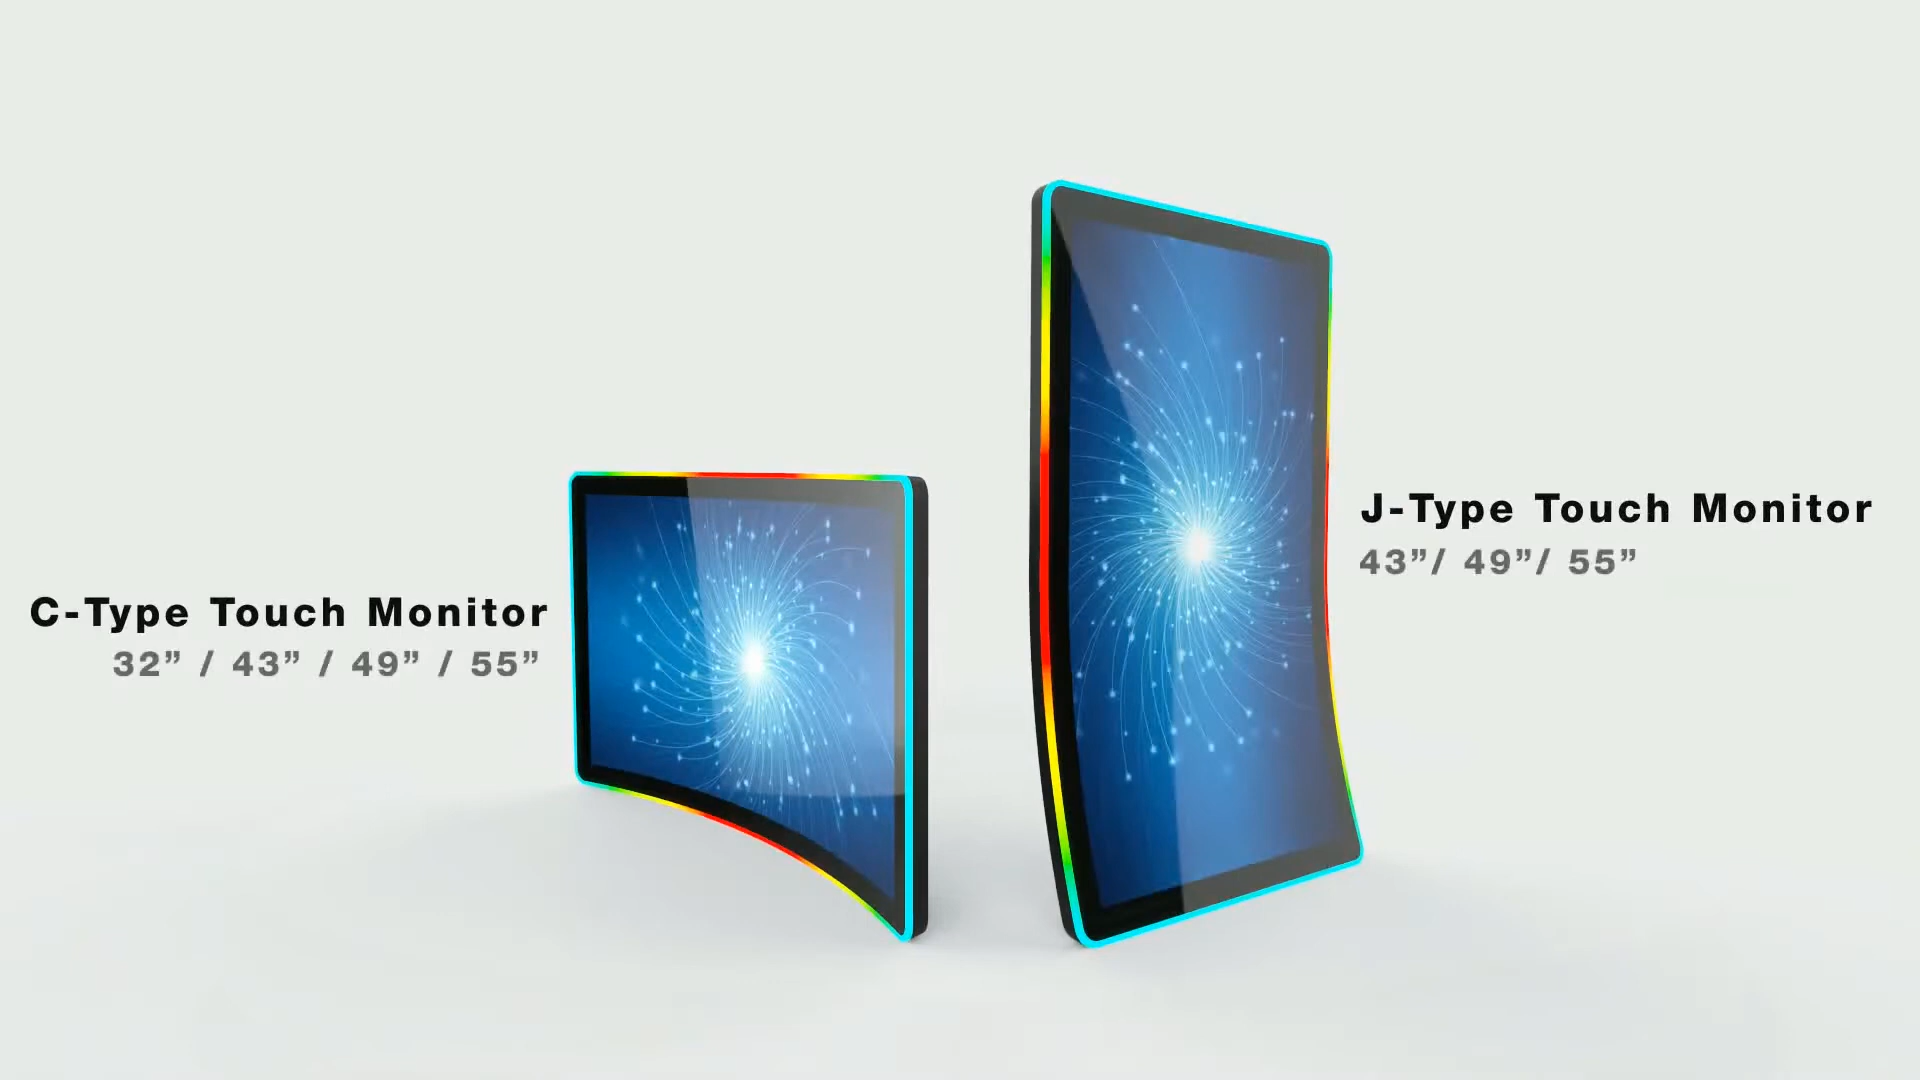 C-Type Touch Monitor
32” / 43” / 49” / 55”
J-Type Touch Monitor
43”/ 49”/ 55”